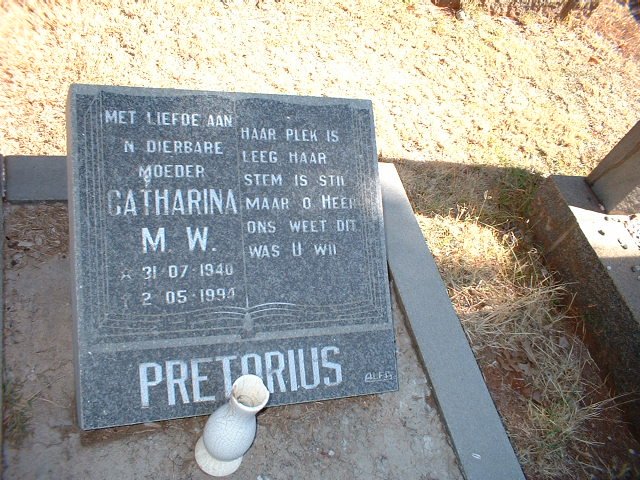 MET LIEFDE AAN
N DIERBARE
MOEDER
CATHARINA
M. W.
31-07-1940
2-05-1994
HAAR PLEK IS
LEEG HAAR
STEM IS STIL
MAAR O HEER
ONS WEET DIT
WAS U WIL
PRETORIUS
ALFA